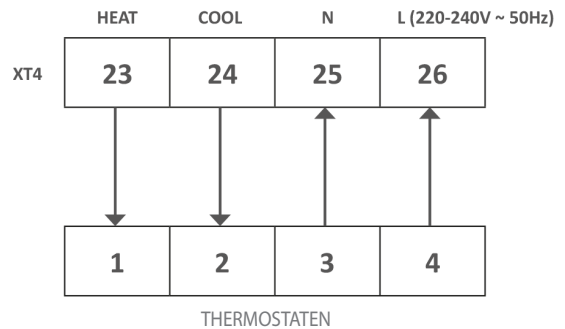 HEAT COOL N L (220-240V ~ 50Hz)
XT4 23 24 25 26
1 2 3 4
THERMOSTATEN